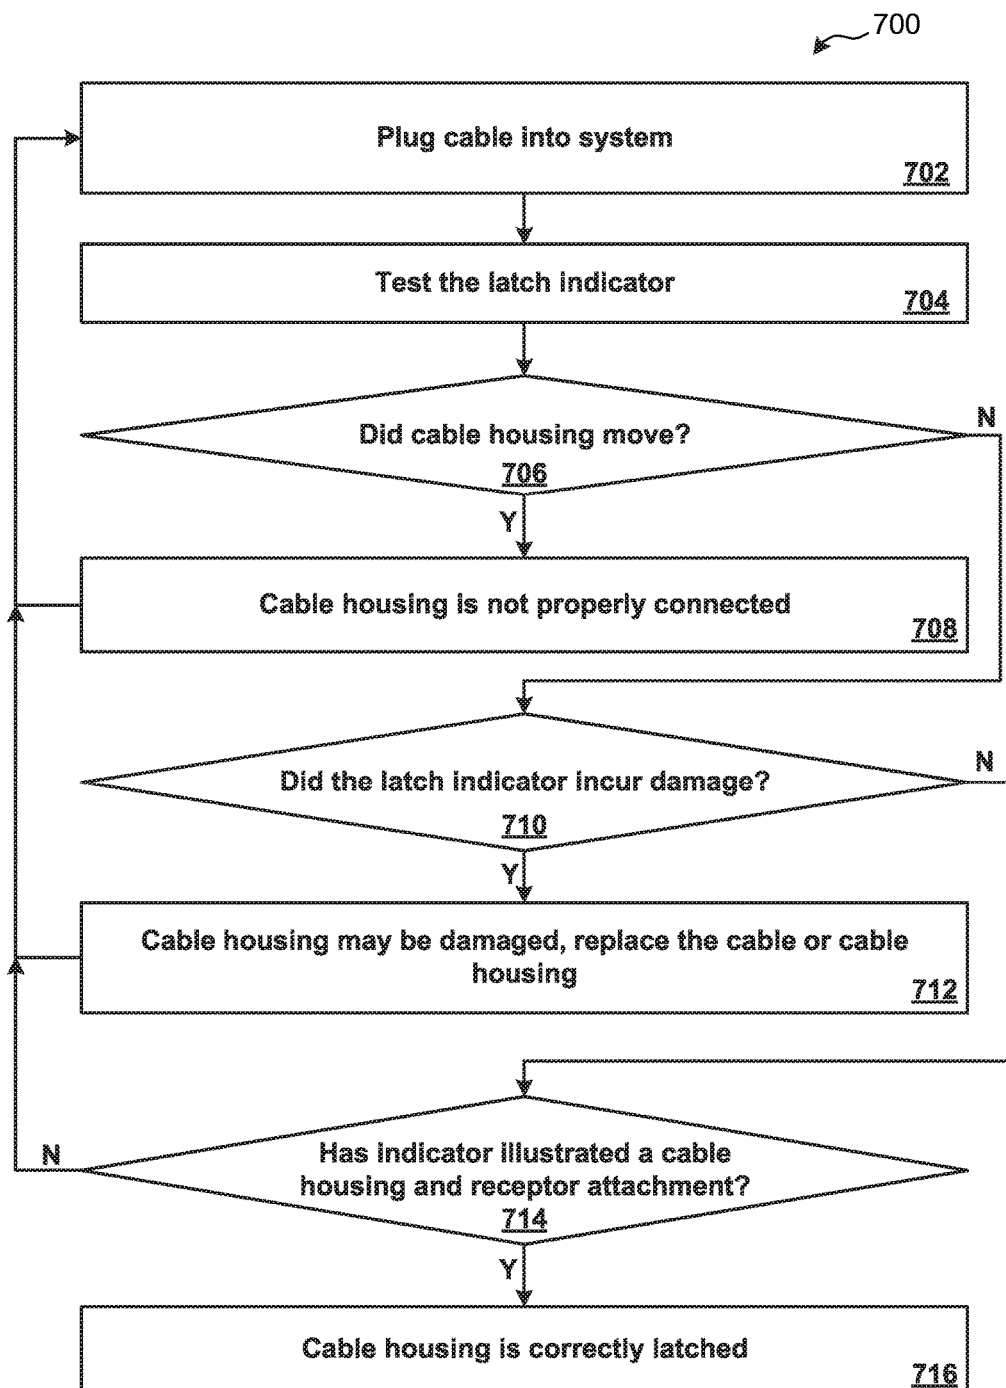 700
Plug cable into system
702
Test the latch indicator
704
Did cable housing move?
706
N
Y
Cable housing is not properly connected
708
Did the latch indicator incur damage?
710
N
Y
Cable housing may be damaged, replace the cable or cable
housing
712
Has indicator illustrated a cable
housing and receptor attachment?
714
N
Y
Cable housing is correctly latched
716